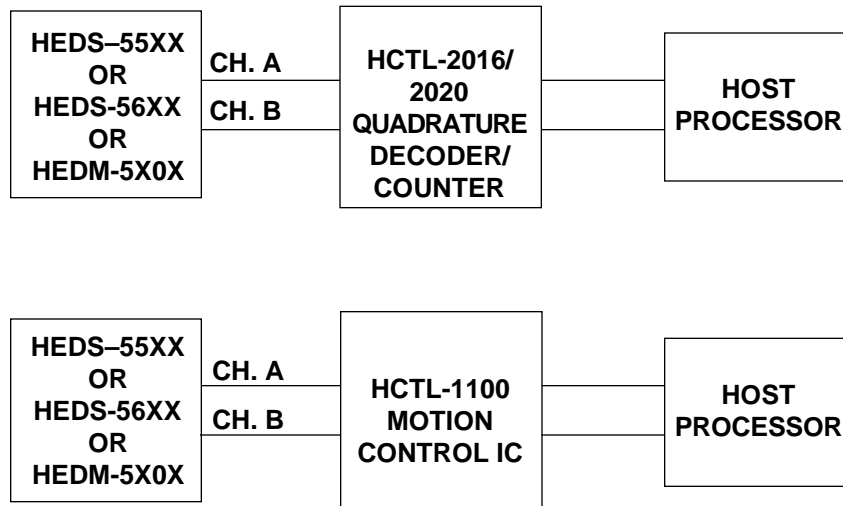 HEDS–55XX
OR
HEDS-56XX
OR
HEDM-5X0X
CH. A
CH. B
HCTL-2016/
2020
QUADRATURE
DECODER/
COUNTER
HOST
PROCESSOR
HEDS–55XX
OR
HEDS-56XX
OR
HEDM-5X0X
CH. A
CH. B
HCTL-1100
MOTION
CONTROL IC
HOST
PROCESSOR